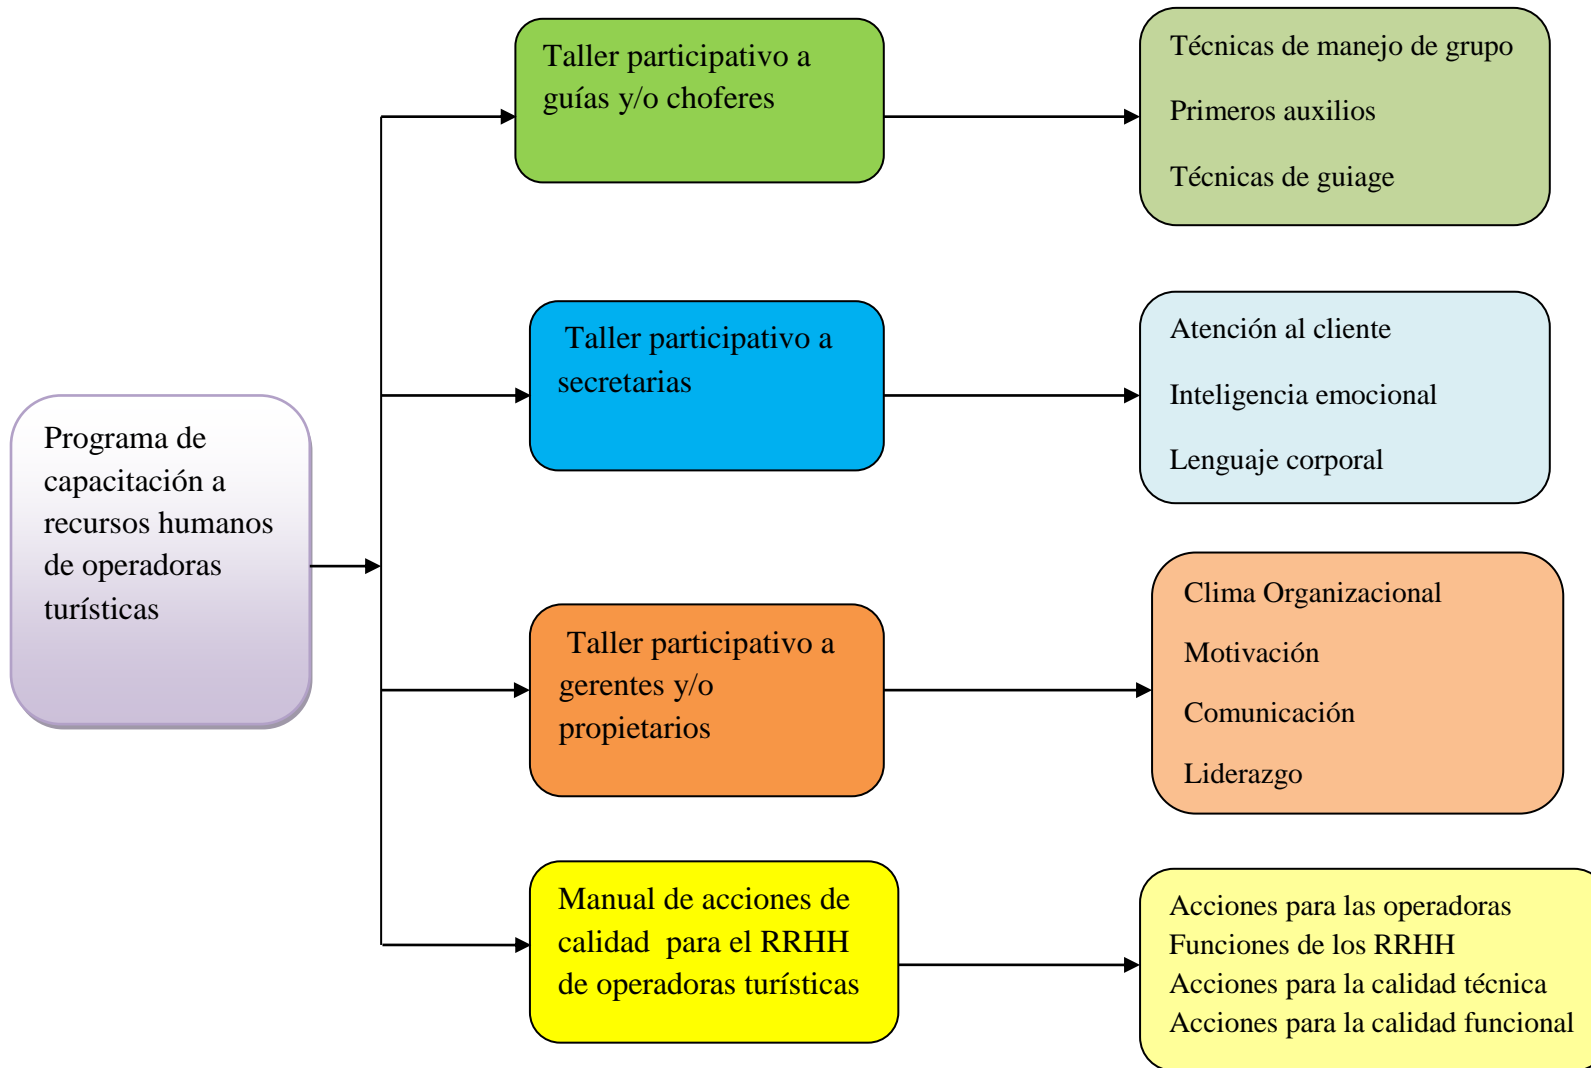 Programa de
capacitación a
recursos humanos
de operadoras
turísticas
Taller participativo a
guías y/o choferes
Técnicas de manejo de grupo
Primeros auxilios
Técnicas de guiage
Taller participativo a
secretarias
Atención al cliente
Inteligencia emocional
Lenguaje corporal
Taller participativo a
gerentes y/o
propietarios
Clima Organizacional
Motivación
Comunicación
Liderazgo
Manual de acciones de
calidad para el RRHH
de operadoras turísticas
Acciones para las operadoras
Funciones de los RRHH
Acciones para la calidad técnica
Acciones para la calidad funcional